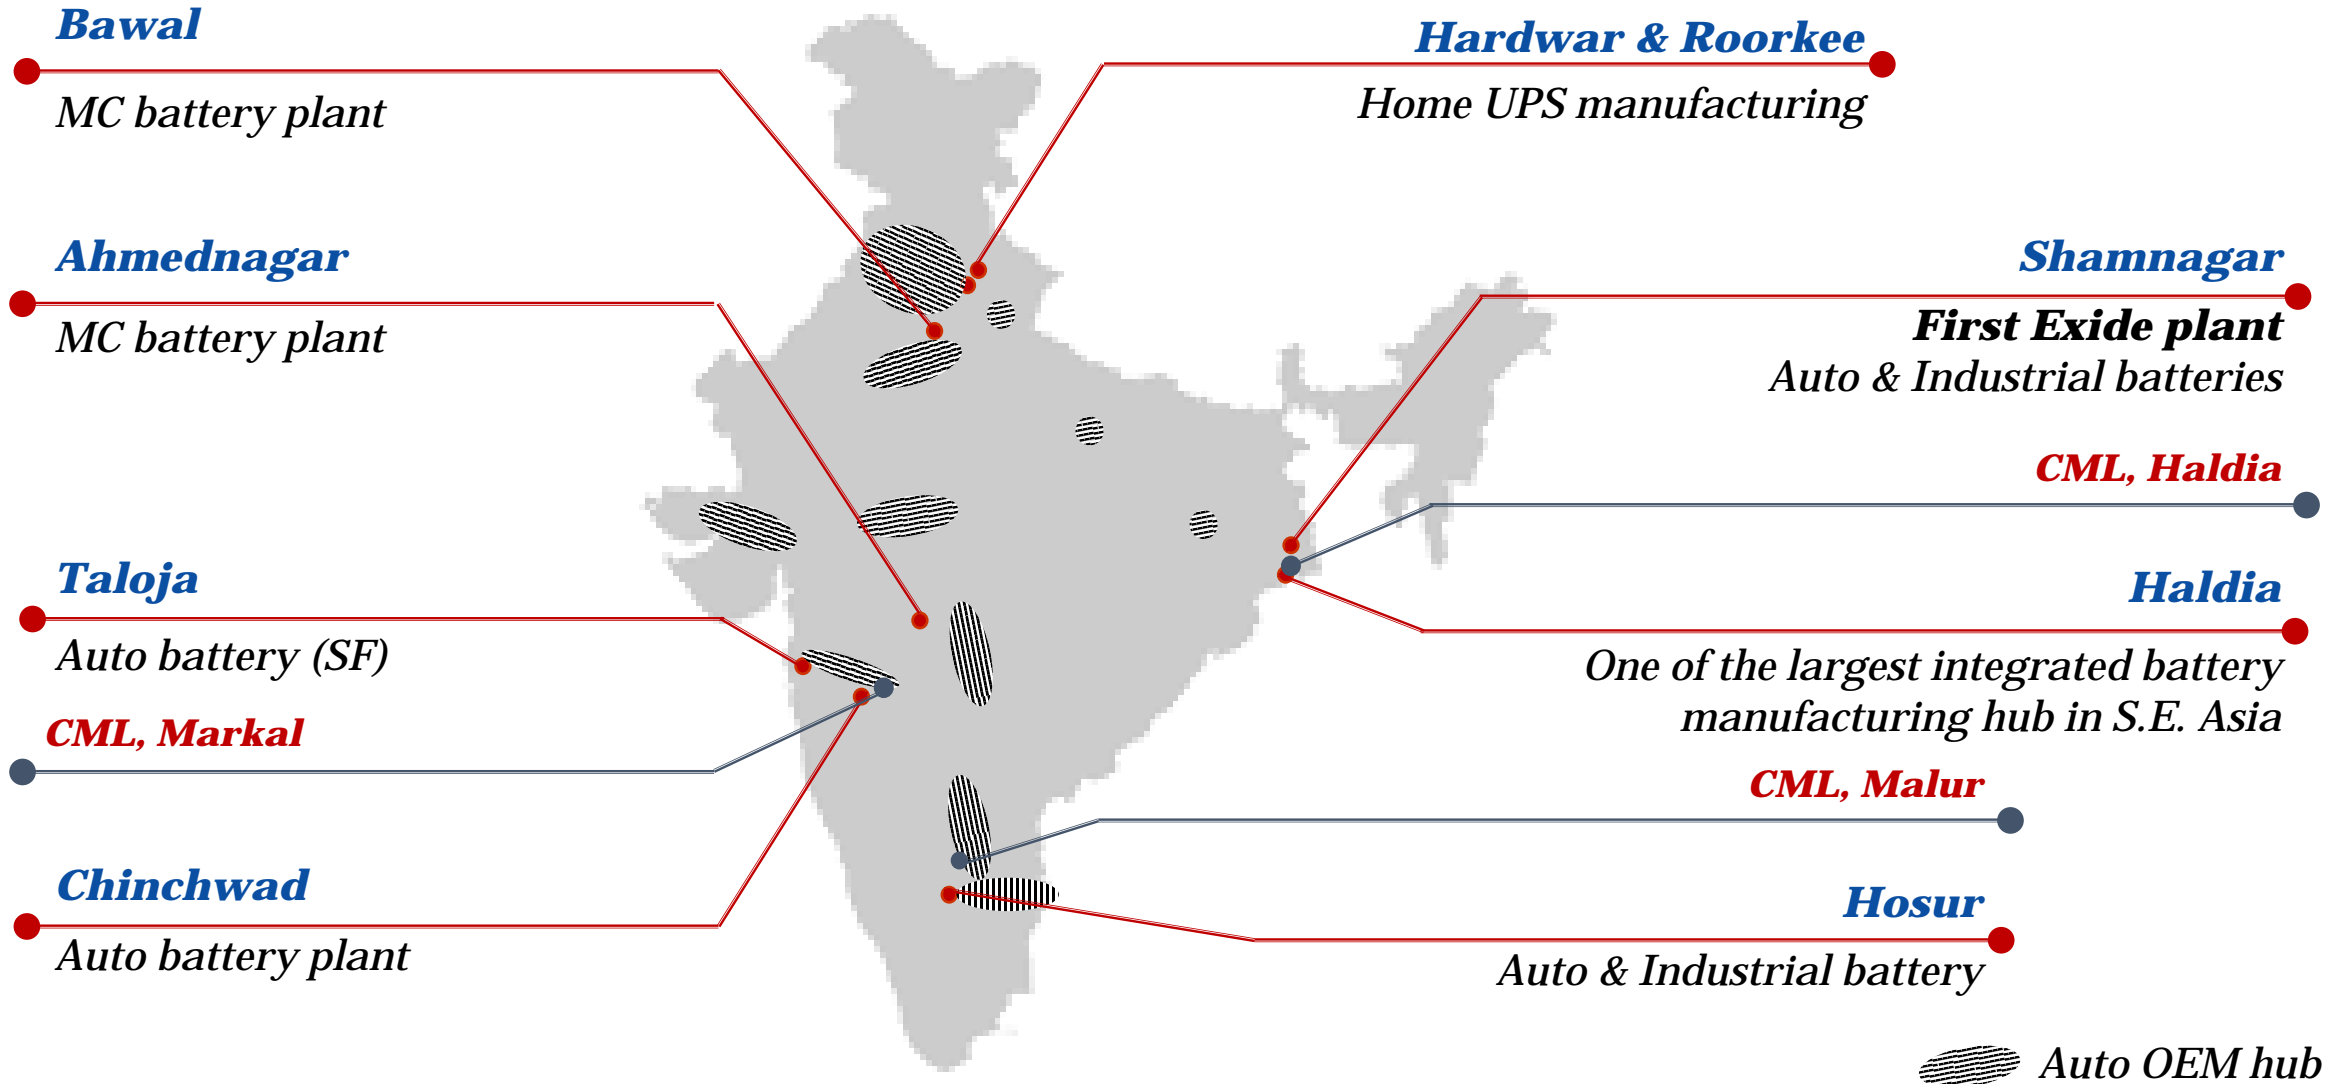 Bawal
MC battery plant
Ahmednagar
MC battery plant
Taloja
Auto battery (SF)
CML, Markal
Chinchwad
Auto battery plant
Hardwar & Roorkee
Home UPS manufacturing
Shamnagar
First Exide plant
Auto & Industrial batteries
CML, Haldia
Haldia
One of the largest integrated battery
manufacturing hub in S.E. Asia
CML, Malur
Hosur
Auto & Industrial battery
Auto OEM hub